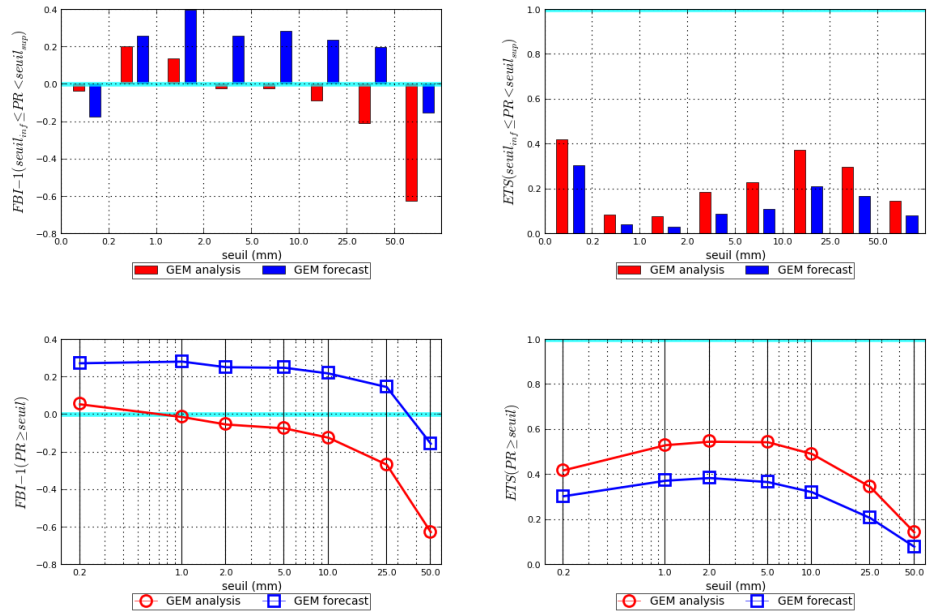 0.4
0.2
0.0
−0.2
−0.4
−0.6
−0.8
FBI−1(seuil_inf ≤PR<seuil_sup)
0.0 0.2 1.0 2.0 5.0 10.0 25.0 50.0
seuil (mm)
GEM analysis GEM forecast
1.0
0.8
0.6
0.4
0.2
0.0
ETS(seuil_inf ≤PR<seuil_sup)
0.0 0.2 1.0 2.0 5.0 10.0 25.0 50.0
seuil (mm)
GEM analysis GEM forecast
0.4
0.2
0.0
−0.2
−0.4
−0.6
−0.8
FBI−1(PR≥seuil)
0.2 1.0 2.0 5.0 10.0 25.0 50.0
seuil (mm)
GEM analysis GEM forecast
1.0
0.8
0.6
0.4
0.2
0.0
ETS(PR≥seuil)
0.2 1.0 2.0 5.0 10.0 25.0 50.0
seuil (mm)
GEM analysis GEM forecast